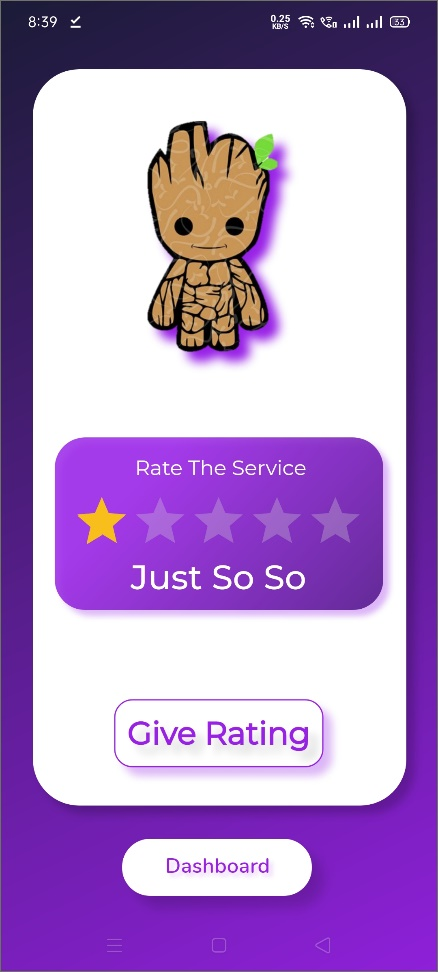 8:39
0.25
KB/S
33
Rate The Service
Just So So
Give Rating
Dashboard